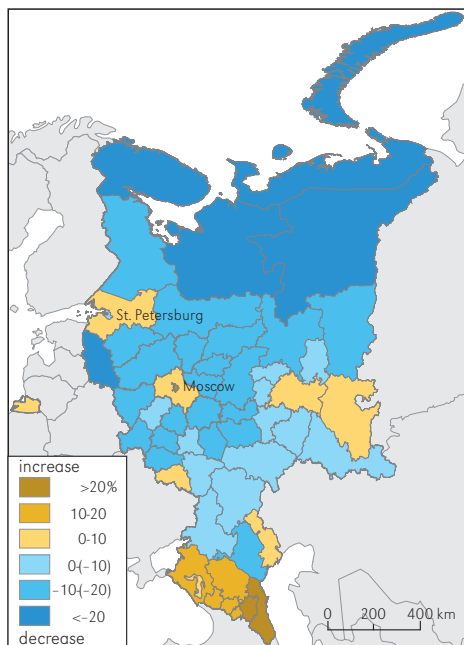 St. Petersburg
Moscow
increase
>20%
10-20
0-10
0(-10)
-10(-20)
<-20
decrease
0 200 400 km